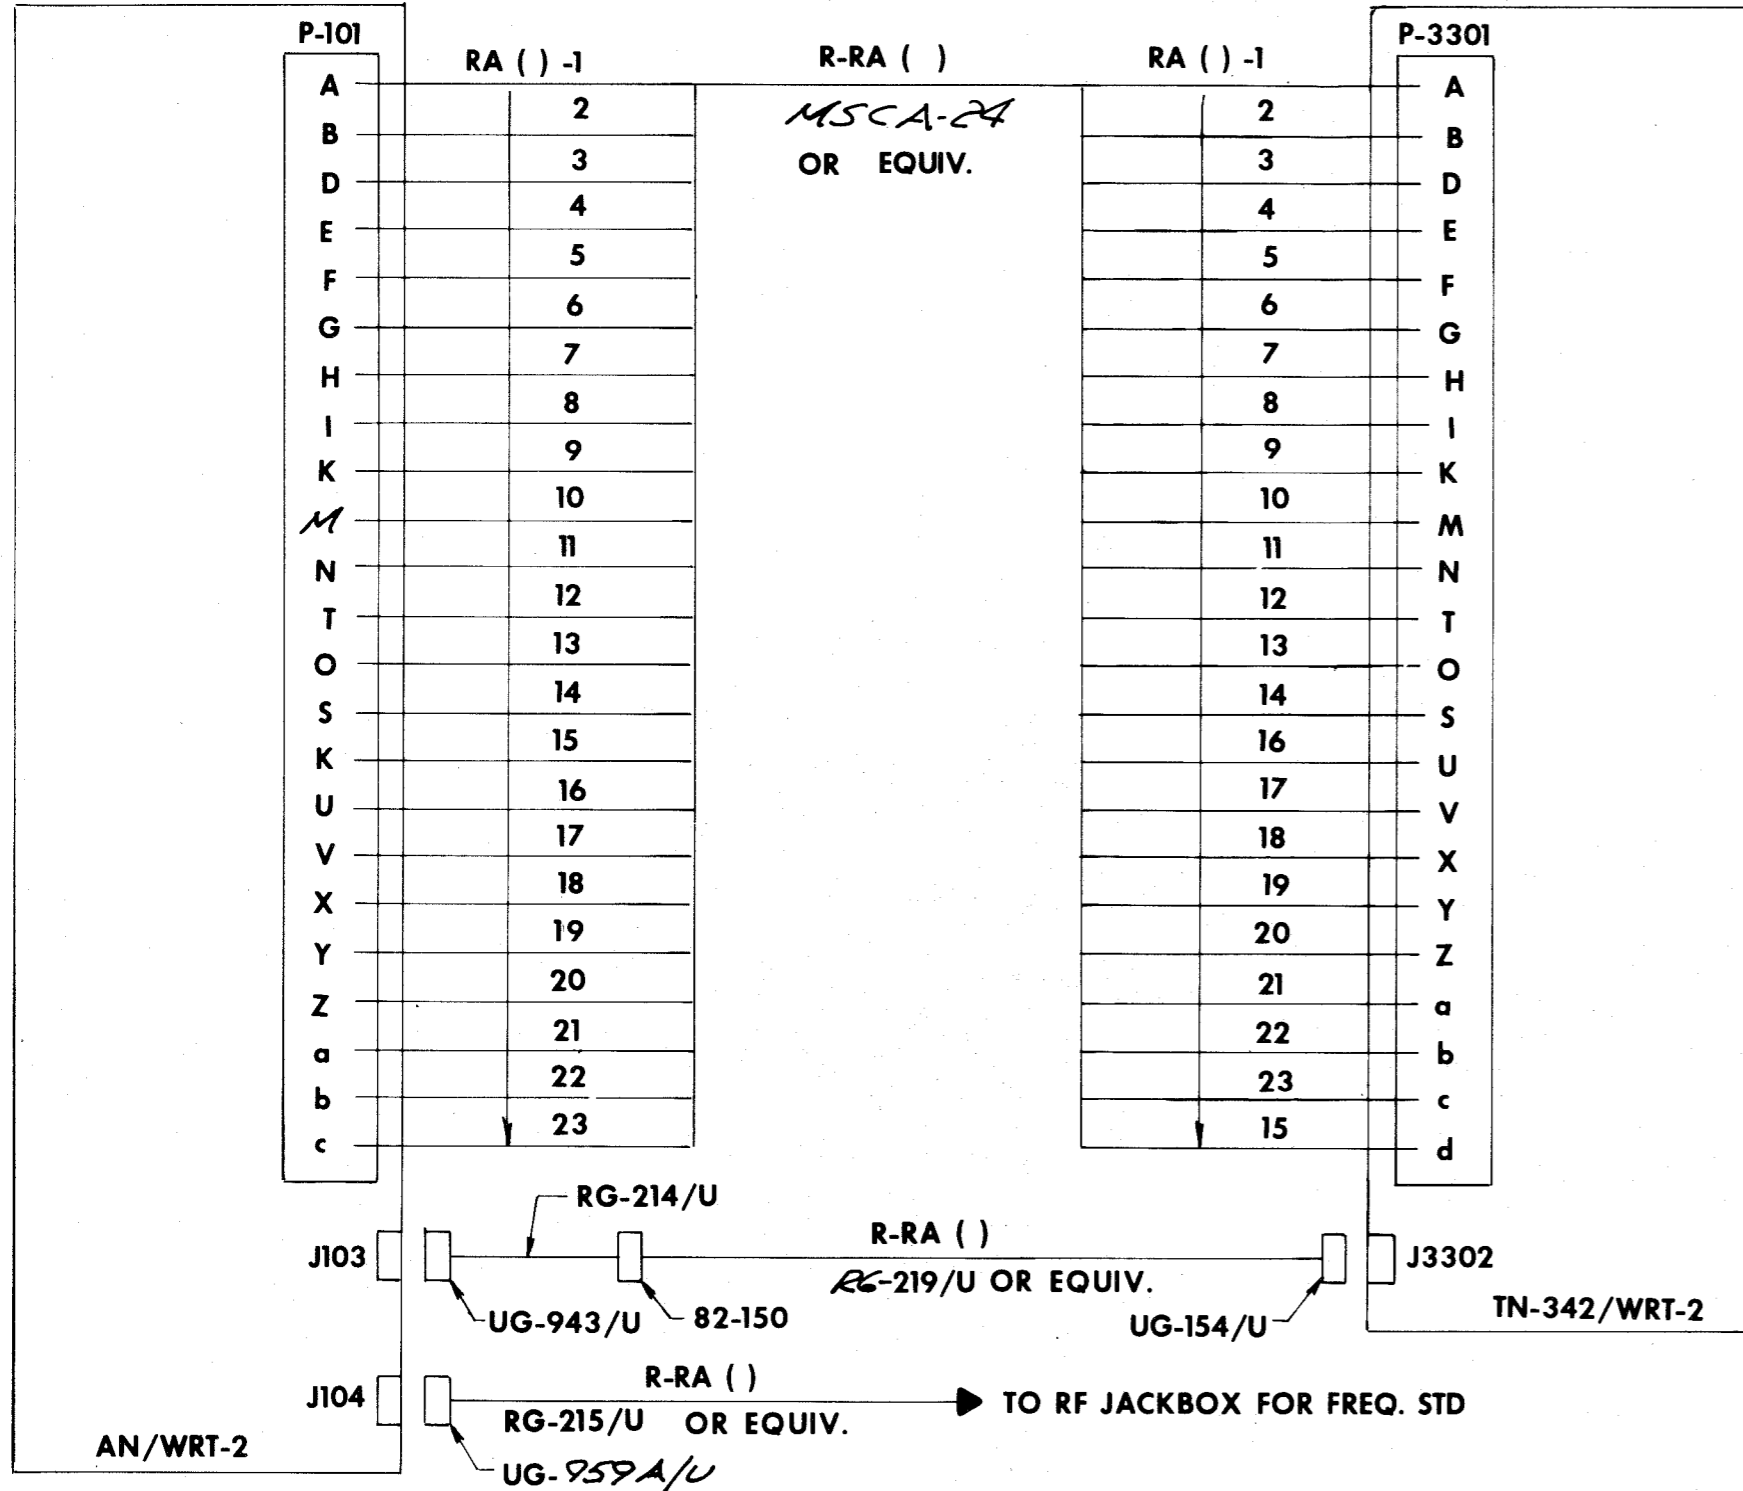 P-101
RA ( ) -1
R-RA ( )
RA ( ) -1
P-3301
MSCA-24
OR EQUIV.
A
2
B
3
D
4
E
5
F
6
G
7
H
8
I
9
K
10
M
11
N
12
T
13
O
14
S
15
K
16
U
17
V
18
X
19
Y
20
Z
21
a
22
b
23
c
A
2
B
3
D
4
E
5
F
6
G
7
H
8
I
9
K
10
M
11
N
12
T
13
O
14
S
16
U
17
V
18
X
19
Y
20
Z
21
a
22
b
23
c
15
d
RG-214/U
J103
R-RA ( )
J3302
RG-219/U OR EQUIV.
UG-943/U
82-150
UG-154/U
TN-342/WRT-2
R-RA ( )
J104
TO RF JACKBOX FOR FREQ. STD
RG-215/U OR EQUIV.
AN/WRT-2
UG-959A/U